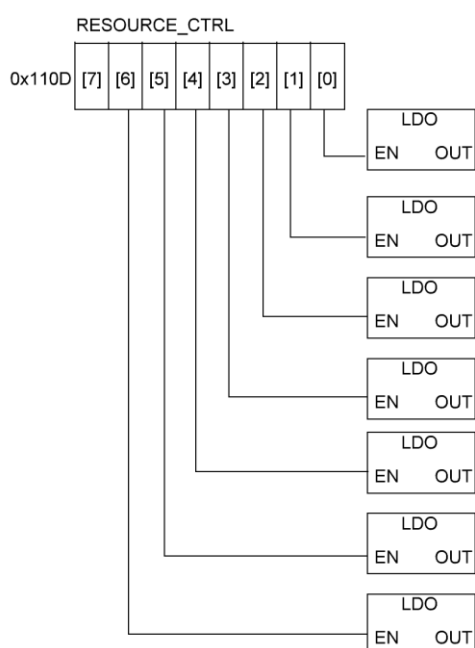 RESOURCE_CTRL
0x110D [7] [6] [5] [4] [3] [2] [1] [0]
LDO
EN OUT
LDO
EN OUT
LDO
EN OUT
LDO
EN OUT
LDO
EN OUT
LDO
EN OUT
LDO
EN OUT